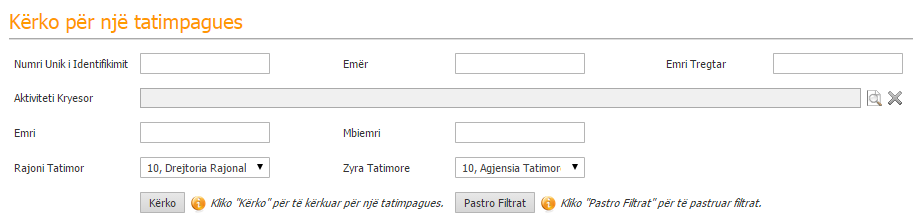 Kërko për një tatimpagues
Numri Unik i Identifikimit Emër Emri Tregtar
Aktiviteti Kryesor
Emri Mbiemri
Rajoni Tatimor 10, Drejtoria Rajonal Zyra Tatimore 10, Agjensia Tatimore
Kërko Kliko "Kërko" për të kërkuar për një tatimpagues. Pastro Filtrat Kliko "Pastro Filtrat" për të pastruar filtrat.